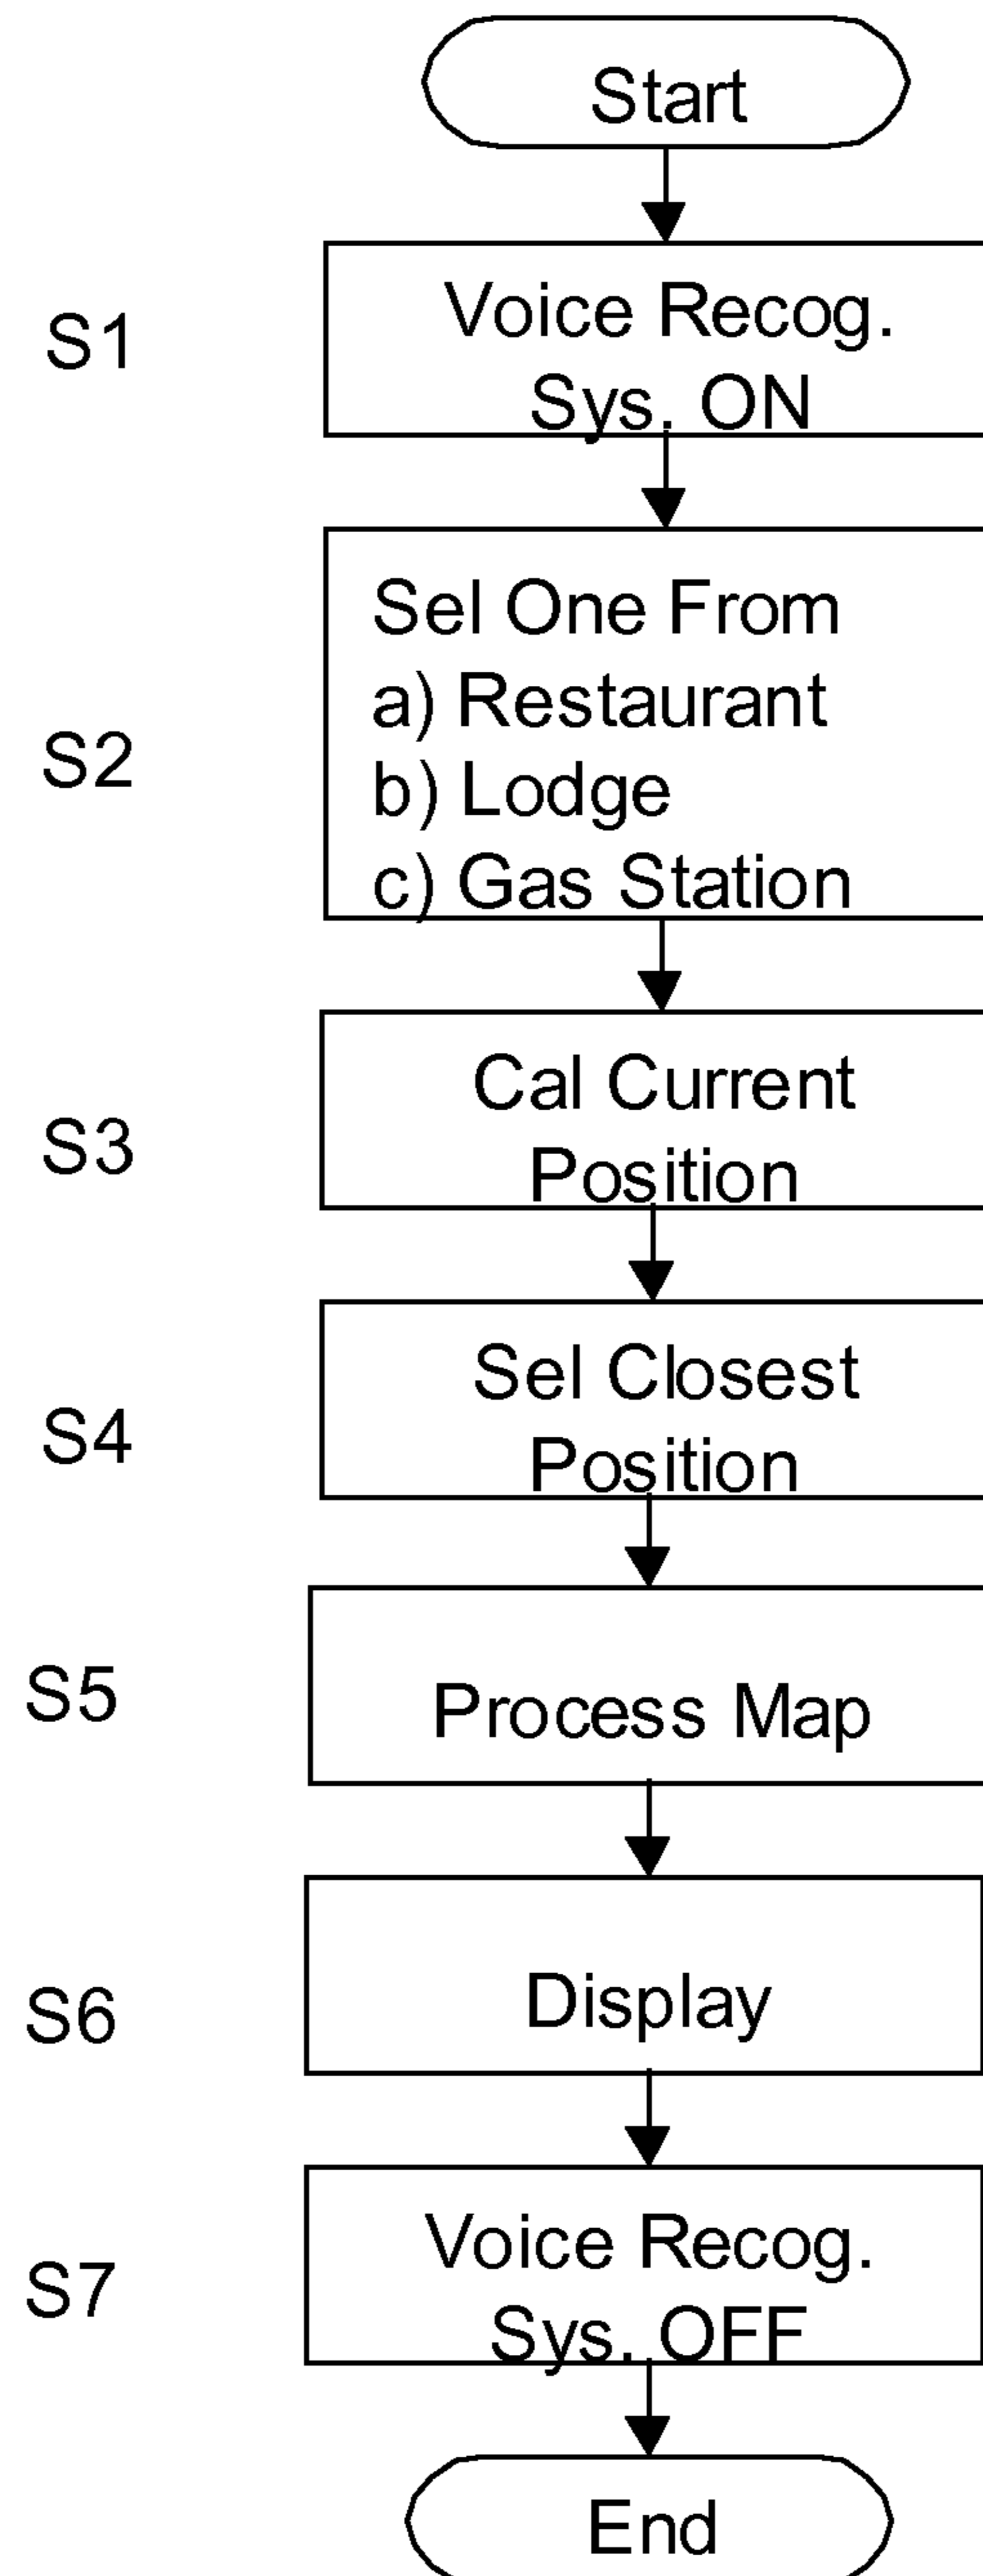 Start
S1
Voice Recog.
Sys. ON
S2
Sel One From
a) Restaurant
b) Lodge
c) Gas Station
S3
Cal Current
Position
S4
Sel Closest
Position
S5
Process Map
S6
Display
S7
Voice Recog.
Sys. OFF
End